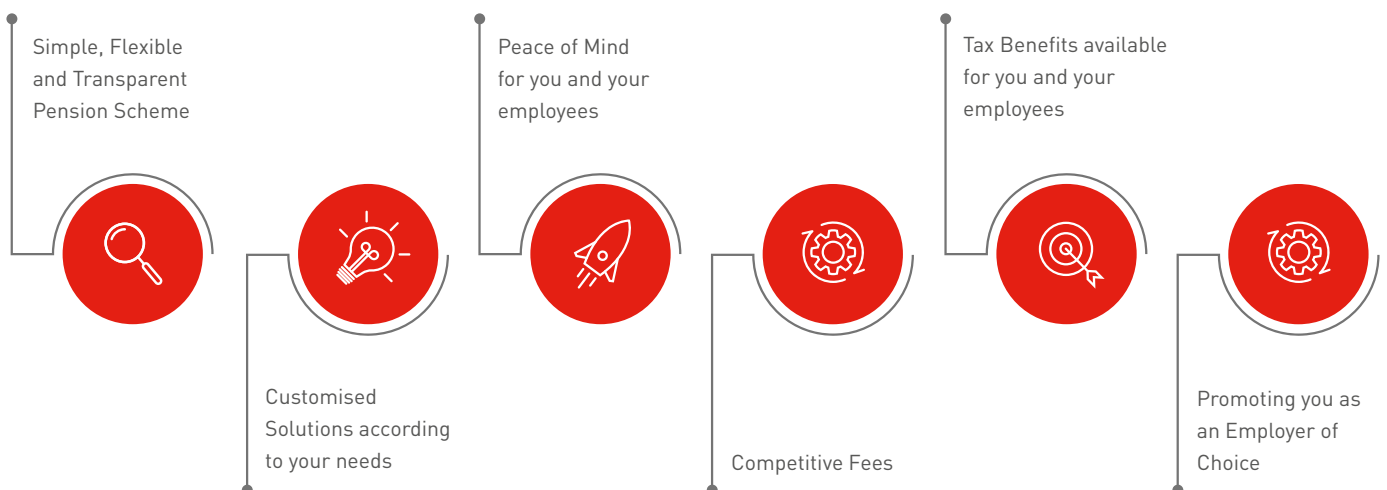 Simple, Flexible
and Transparent
Pension Scheme
Customised
Solutions according
to your needs
Peace of Mind
for you and your
employees
Competitive Fees
Tax Benefits available
for you and your
employees
Promoting you as
an Employer of
Choice